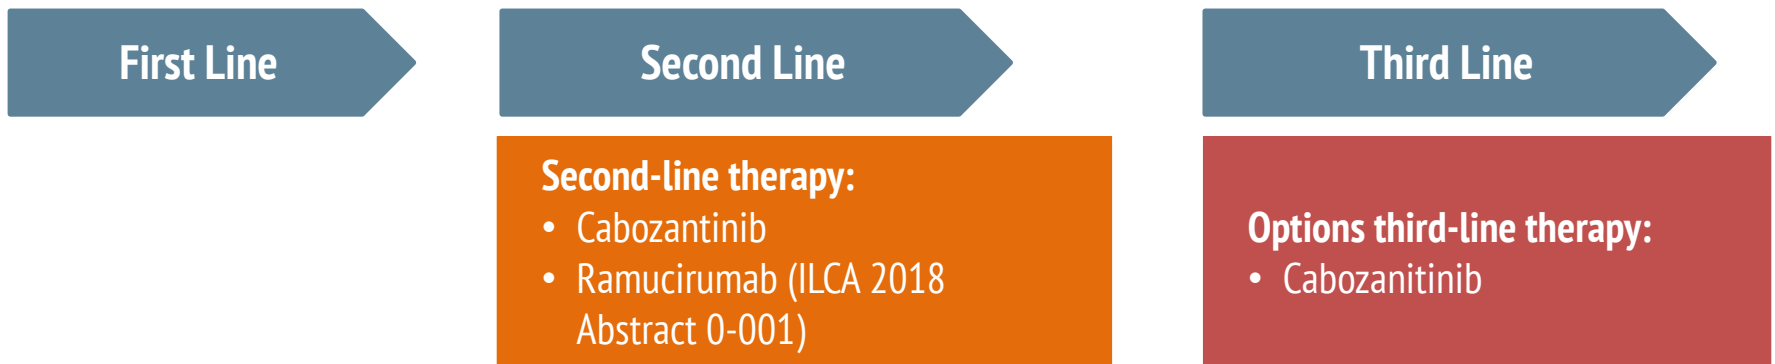 First Line
Second Line
Third Line
Second-line therapy:
• Cabozantinib
• Ramucirumab (ILCA 2018
Abstract 0-001)
Options third-line therapy:
• Cabozanitinib